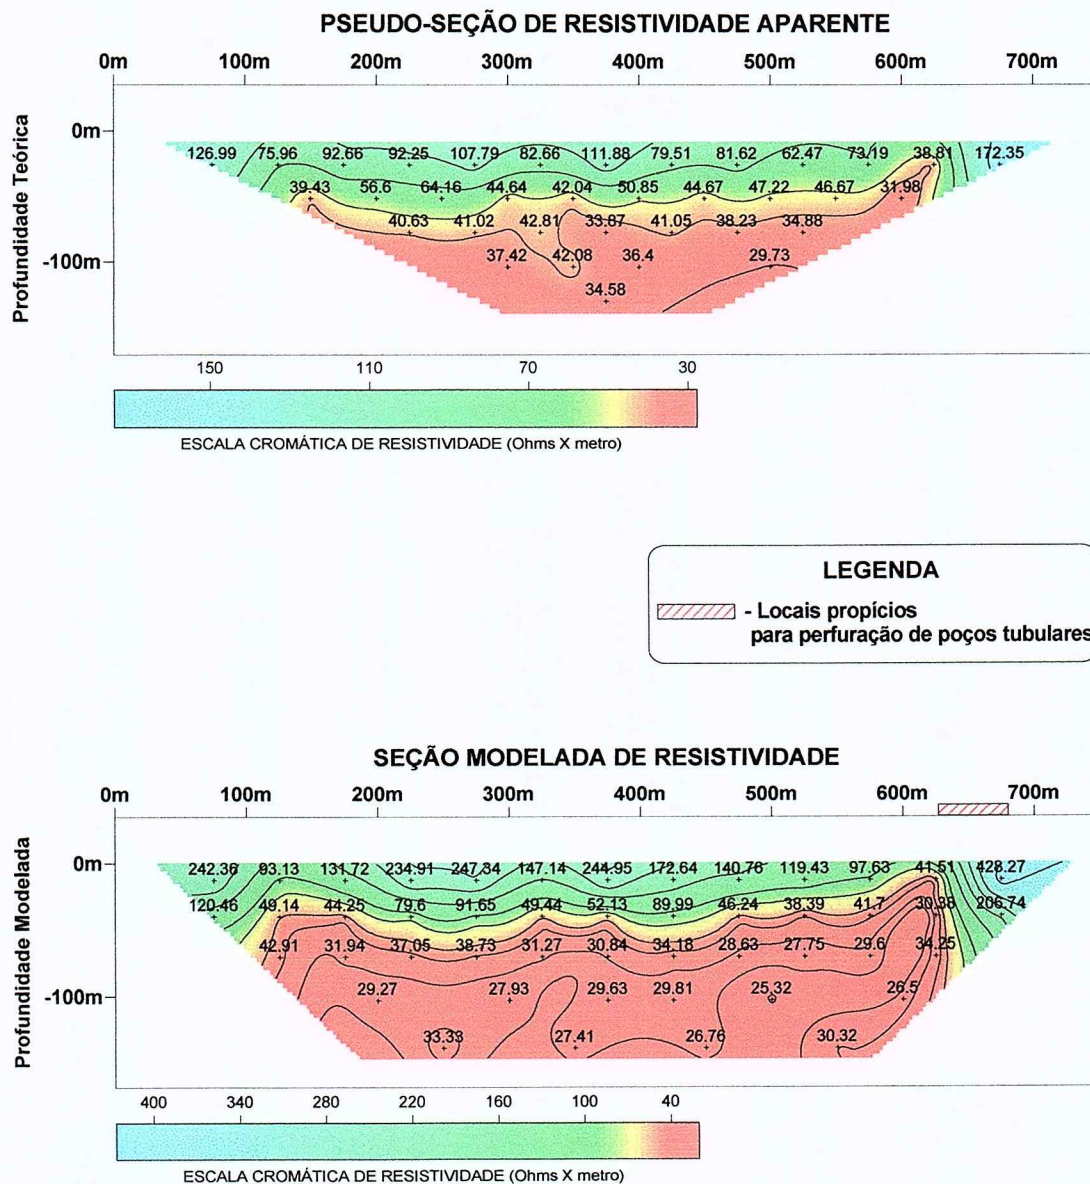 PSEUDO-SEÇÃO DE RESISTIVIDADE APARENTE
0m 100m 200m 300m 400m 500m 600m 700m
Profundidade Teórica
0m
126.99 75.96 92.66 92.25 107.79 82.66 111.88 79.51 81.62 62.47 73.19 38.81 172.35
39.43 56.6 64.16 44.64 42.04 50.85 44.67 47.22 46.67 31.98
40.63 41.02 42.81 33.87 41.05 38.23 34.88
-100m
37.42 42.08 36.4 29.73
34.58
150 110 70 30
ESCALA CROMÁTICA DE RESISTIVIDADE (Ohms X metro)
LEGENDA
- Locais propícios
para perfuração de poços tubulares
SEÇÃO MODELADA DE RESISTIVIDADE
0m 100m 200m 300m 400m 500m 600m 700m
Profundidade Modelada
0m
242.36 93.13 131.72 234.91 247.34 147.14 244.95 172.64 140.76 119.43 97.63 41.51 428.27
120.46 49.14 44.25 79.6 91.65 49.44 52.13 89.99 46.24 38.39 41.7 30.38 206.74
42.91 31.94 37.05 38.73 31.27 30.84 34.18 28.63 27.75 29.6 34.25
-100m
29.27 27.93 29.63 29.81 25.32 26.5
33.33 27.41 26.76 30.32
400 340 280 220 160 100 40
ESCALA CROMÁTICA DE RESISTIVIDADE (Ohms X metro)